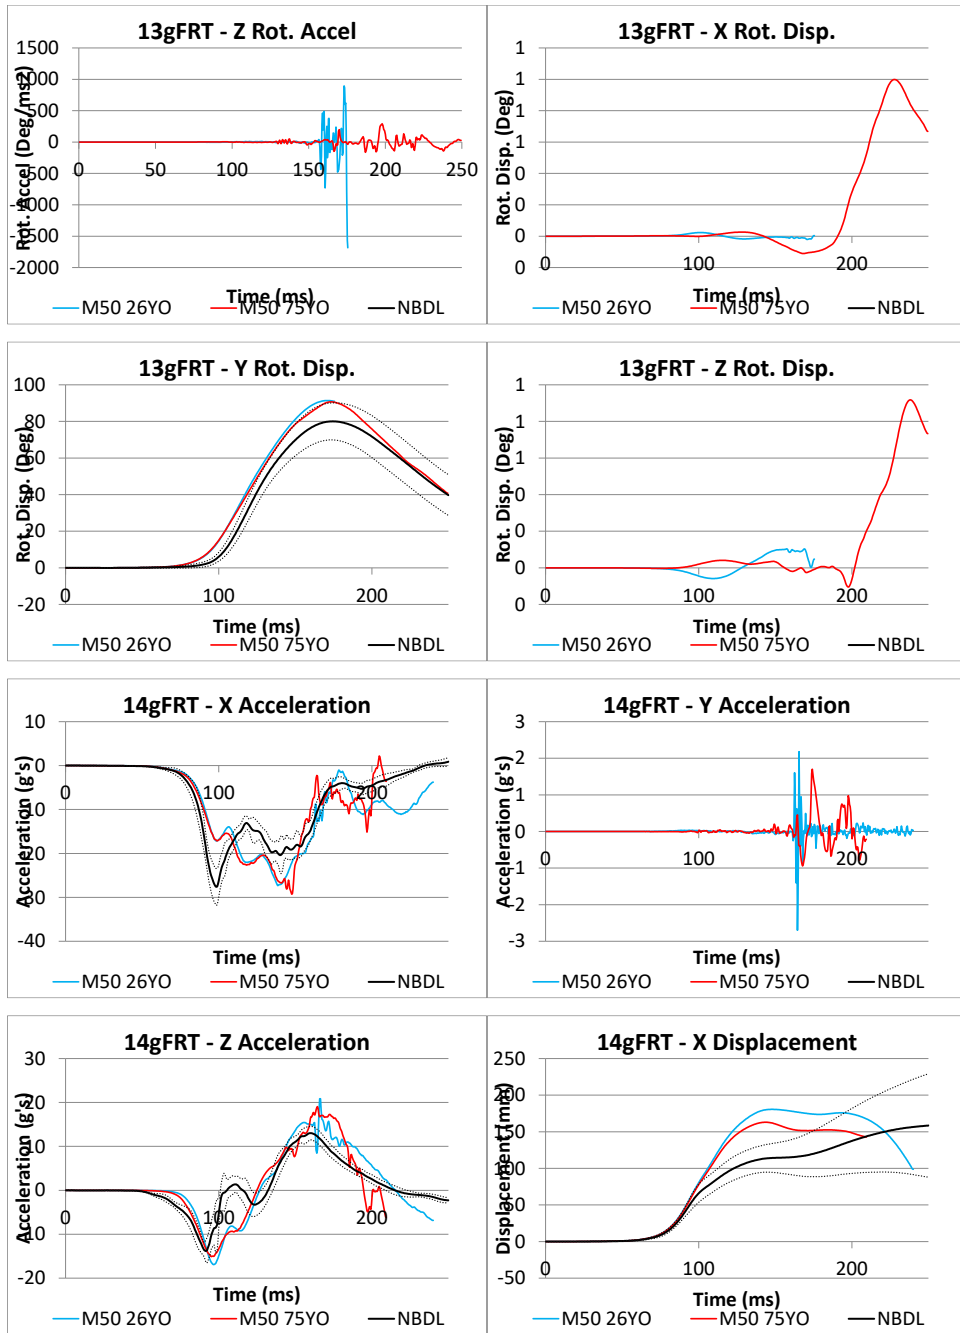 13gFRT - Z Rot. Accel
Rot. Accel (Deg/ms2)
1500
1000
500
0
-500
-1000
-1500
-2000
0 50 100 150 200 250
Time (ms)
M50 26YO M50 75YO NBDL
13gFRT - X Rot. Disp.
Rot. Disp. (Deg)
1
1
1
1
0
0
0
0
0 100 200
Time (ms)
M50 26YO M50 75YO NBDL
13gFRT - Y Rot. Disp.
Rot. Disp. (Deg)
100
80
60
40
20
0
-20
0 100 200
Time (ms)
M50 26YO M50 75YO NBDL
13gFRT - Z Rot. Disp.
Rot. Disp. (Deg)
1
1
1
0
0
0
0
0 100 200
Time (ms)
M50 26YO M50 75YO NBDL
14gFRT - X Acceleration
Acceleration (g's)
10
0
-10
-20
-30
-40
0 100 200
Time (ms)
M50 26YO M50 75YO NBDL
14gFRT - Y Acceleration
Acceleration (g's)
3
2
1
0
-1
-2
-3
0 100 200
Time (ms)
M50 26YO M50 75YO NBDL
14gFRT - Z Acceleration
Acceleration (g's)
30
20
10
0
-10
-20
0 100 200
Time (ms)
M50 26YO M50 75YO NBDL
14gFRT - X Displacement
Displacement (mm)
250
200
150
100
50
0
-50
0 100 200
Time (ms)
M50 26YO M50 75YO NBDL